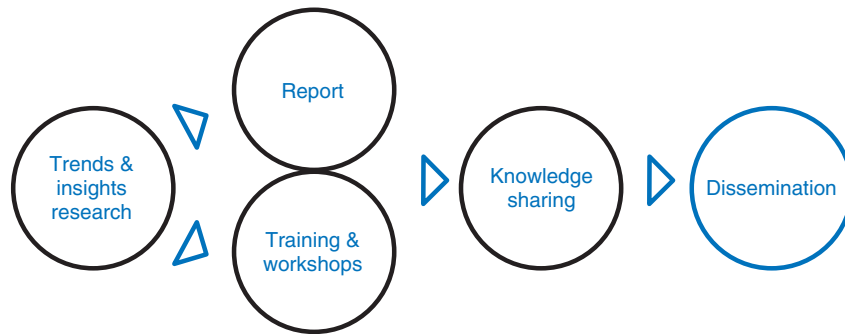 Trends &
insights
research
Report
Training &
workshops
Knowledge
sharing
Dissemination